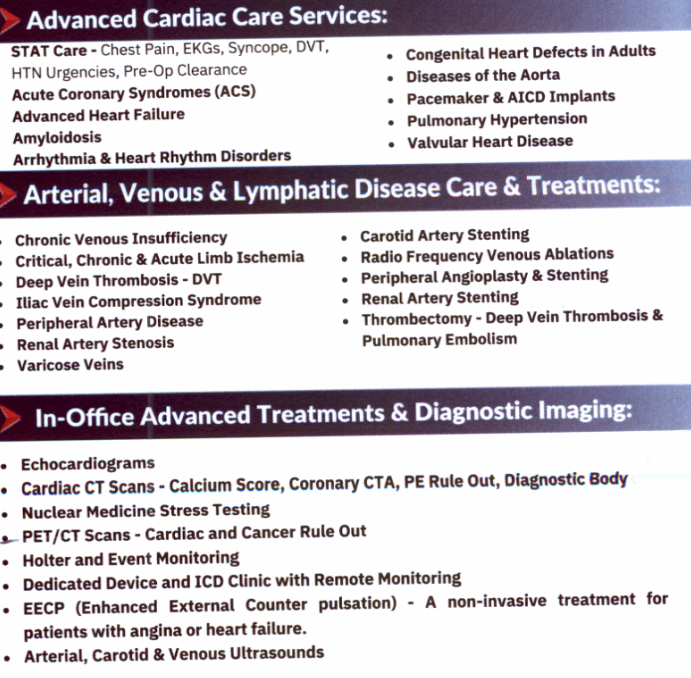 Advanced Cardiac Care Services:
STAT Care - Chest Pain, EKGs, Syncope, DVT,
HTN Urgencies, Pre-Op Clearance
Acute Coronary Syndromes (ACS)
Advanced Heart Failure
Amyloidosis
Arrhythmia & Heart Rhythm Disorders
• Congenital Heart Defects in Adults
• Diseases of the Aorta
• Pacemaker & AICD Implants
• Pulmonary Hypertension
• Valvular Heart Disease
Arterial, Venous & Lymphatic Disease Care & Treatments:
• Chronic Venous Insufficiency
• Critical, Chronic & Acute Limb Ischemia
• Deep Vein Thrombosis - DVT
• Iliac Vein Compression Syndrome
• Peripheral Artery Disease
• Renal Artery Stenosis
• Varicose Veins
• Carotid Artery Stenting
• Radio Frequency Venous Ablations
• Peripheral Angioplasty & Stenting
• Renal Artery Stenting
• Thrombectomy - Deep Vein Thrombosis &
Pulmonary Embolism
In-Office Advanced Treatments & Diagnostic Imaging:
• Echocardiograms
• Cardiac CT Scans - Calcium Score, Coronary CTA, PE Rule Out, Diagnostic Body
• Nuclear Medicine Stress Testing
• PET/CT Scans - Cardiac and Cancer Rule Out
• Holter and Event Monitoring
• Dedicated Device and ICD Clinic with Remote Monitoring
• EECP (Enhanced External Counter pulsation) - A non-invasive treatment for
patients with angina or heart failure.
• Arterial, Carotid & Venous Ultrasounds